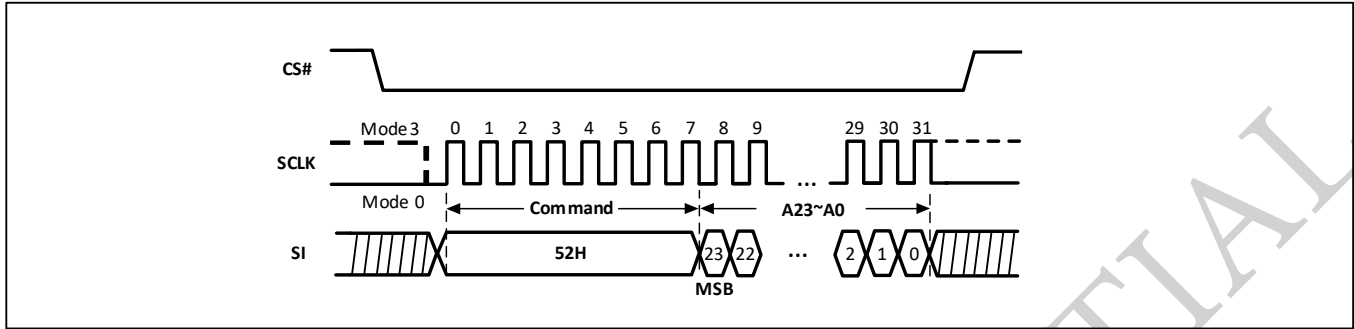 CS#
Mode 3 0 1 2 3 4 5 6 7 8 9 29 30 31
SCLK
...
Mode 0 Command A23~A0
SI 52H 23 22 ... 2 1 0
MSB